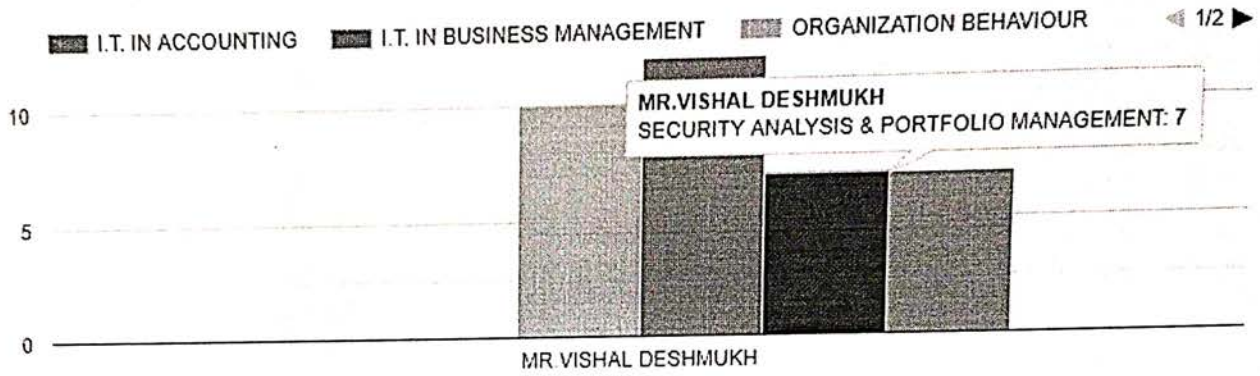 I.T. IN ACCOUNTING I.T. IN BUSINESS MANAGEMENT ORGANIZATION BEHAVIOUR 1/2
10
MR.VISHAL DESHMUKH
SECURITY ANALYSIS & PORTFOLIO MANAGEMENT: 7
5
0
MR.VISHAL DESHMUKH